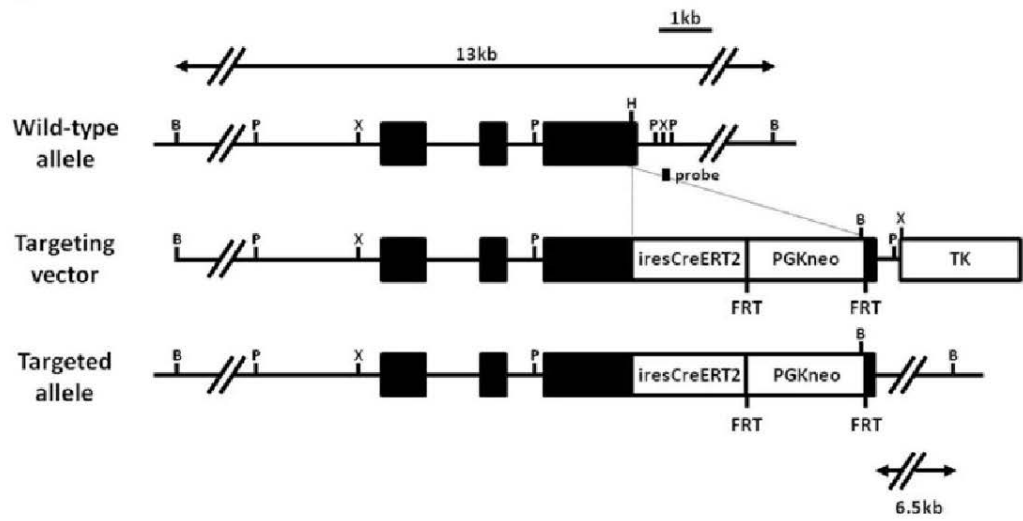 1kb
13kb
H
B P X P PXP B
Wild-type
allele
probe
B X
B P X P P
Targeting
vector
iresCreERT2 PGKneo TK
FRT FRT
B
B P X P B
Targeted
allele
iresCreERT2 PGKneo
FRT FRT
6.5kb